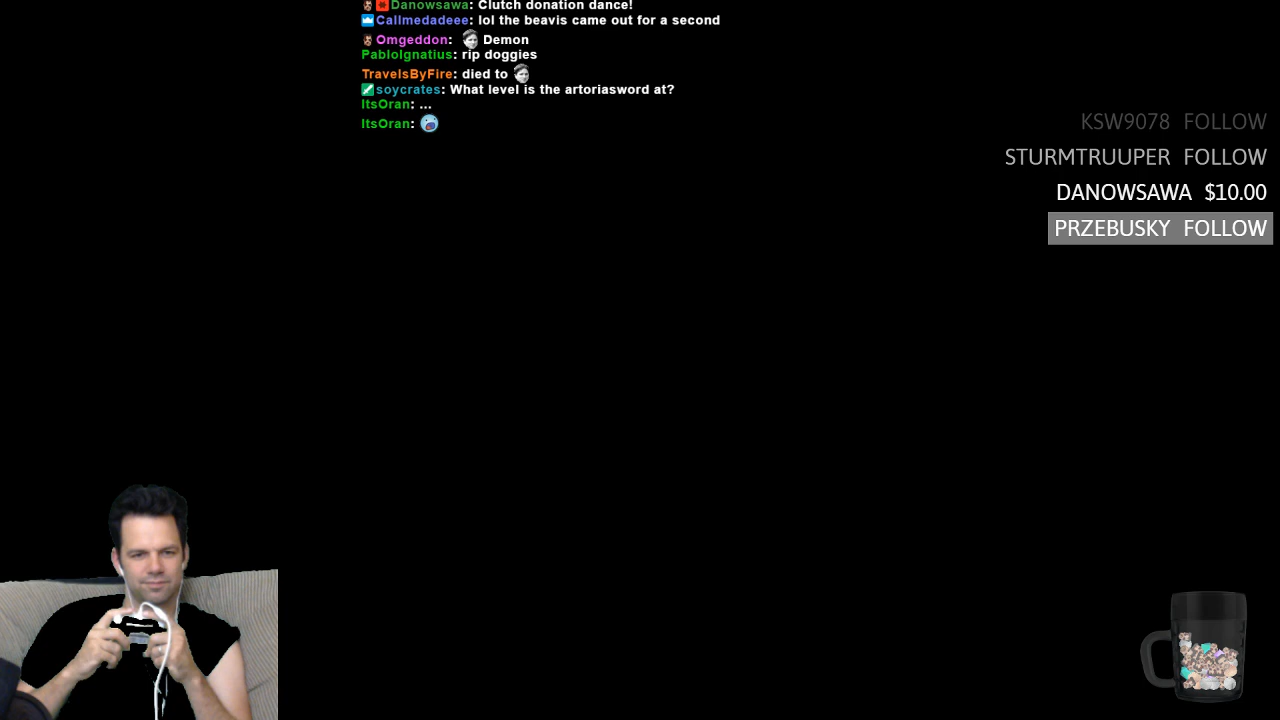 Danowsawa: Clutch donation dance!
Callmedadeee: lol the beavis came out for a second
Omgeddon: Demon
PabloIgnatius: rip doggies
TravelsByFire: died to
soycrates: What level is the artoriasword at?
ItsOran: ...
ItsOran:
KSW9078 FOLLOW
STURMTRUUPER FOLLOW
DANOWSAWA $10.00
PRZEBUSKY FOLLOW